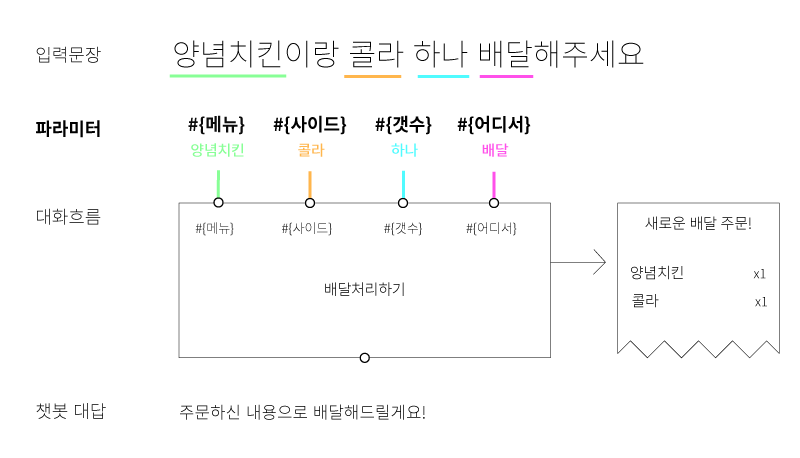 입력문장 양념치킨이랑 콜라 하나 배달해주세요
파라미터 #{메뉴} #{사이드} #{갯수} #{어디서}
양념치킨 콜라 하나 배달
대화흐름
#{메뉴} #{사이드} #{갯수} #{어디서}
배달처리하기
새로운 배달 주문!
양념치킨 x1
콜라 x1
챗봇 대답 주문하신 내용으로 배달해드릴게요!